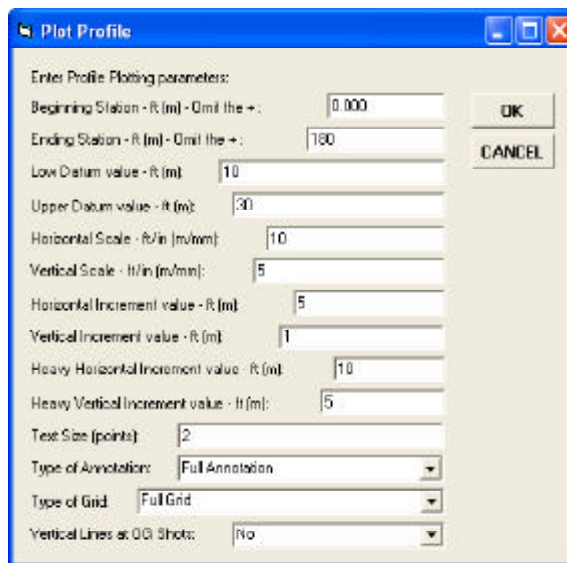 Plot Profile
Enter Profile Plotting parameters:
Beginning Station - ft (m) - Omit the + : 0.000
OK
Ending Station - ft (m) - Omit the + : 180
CANCEL
Low Datum value - ft (m): 10
Upper Datum value - ft (m): 30
Horizontal Scale - ft/in (m/mm): 10
Vertical Scale - ft/in (m/mm): 5
Horizontal Increment value - ft (m): 5
Vertical Increment value - ft (m): 1
Heavy Horizontal Increment value - ft (m): 10
Heavy Vertical Increment value - ft (m): 5
Text Size (points): 2
Type of Annotation: Full Annotation
Type of Grid: Full Grid
Vertical Lines at OG Shots: No